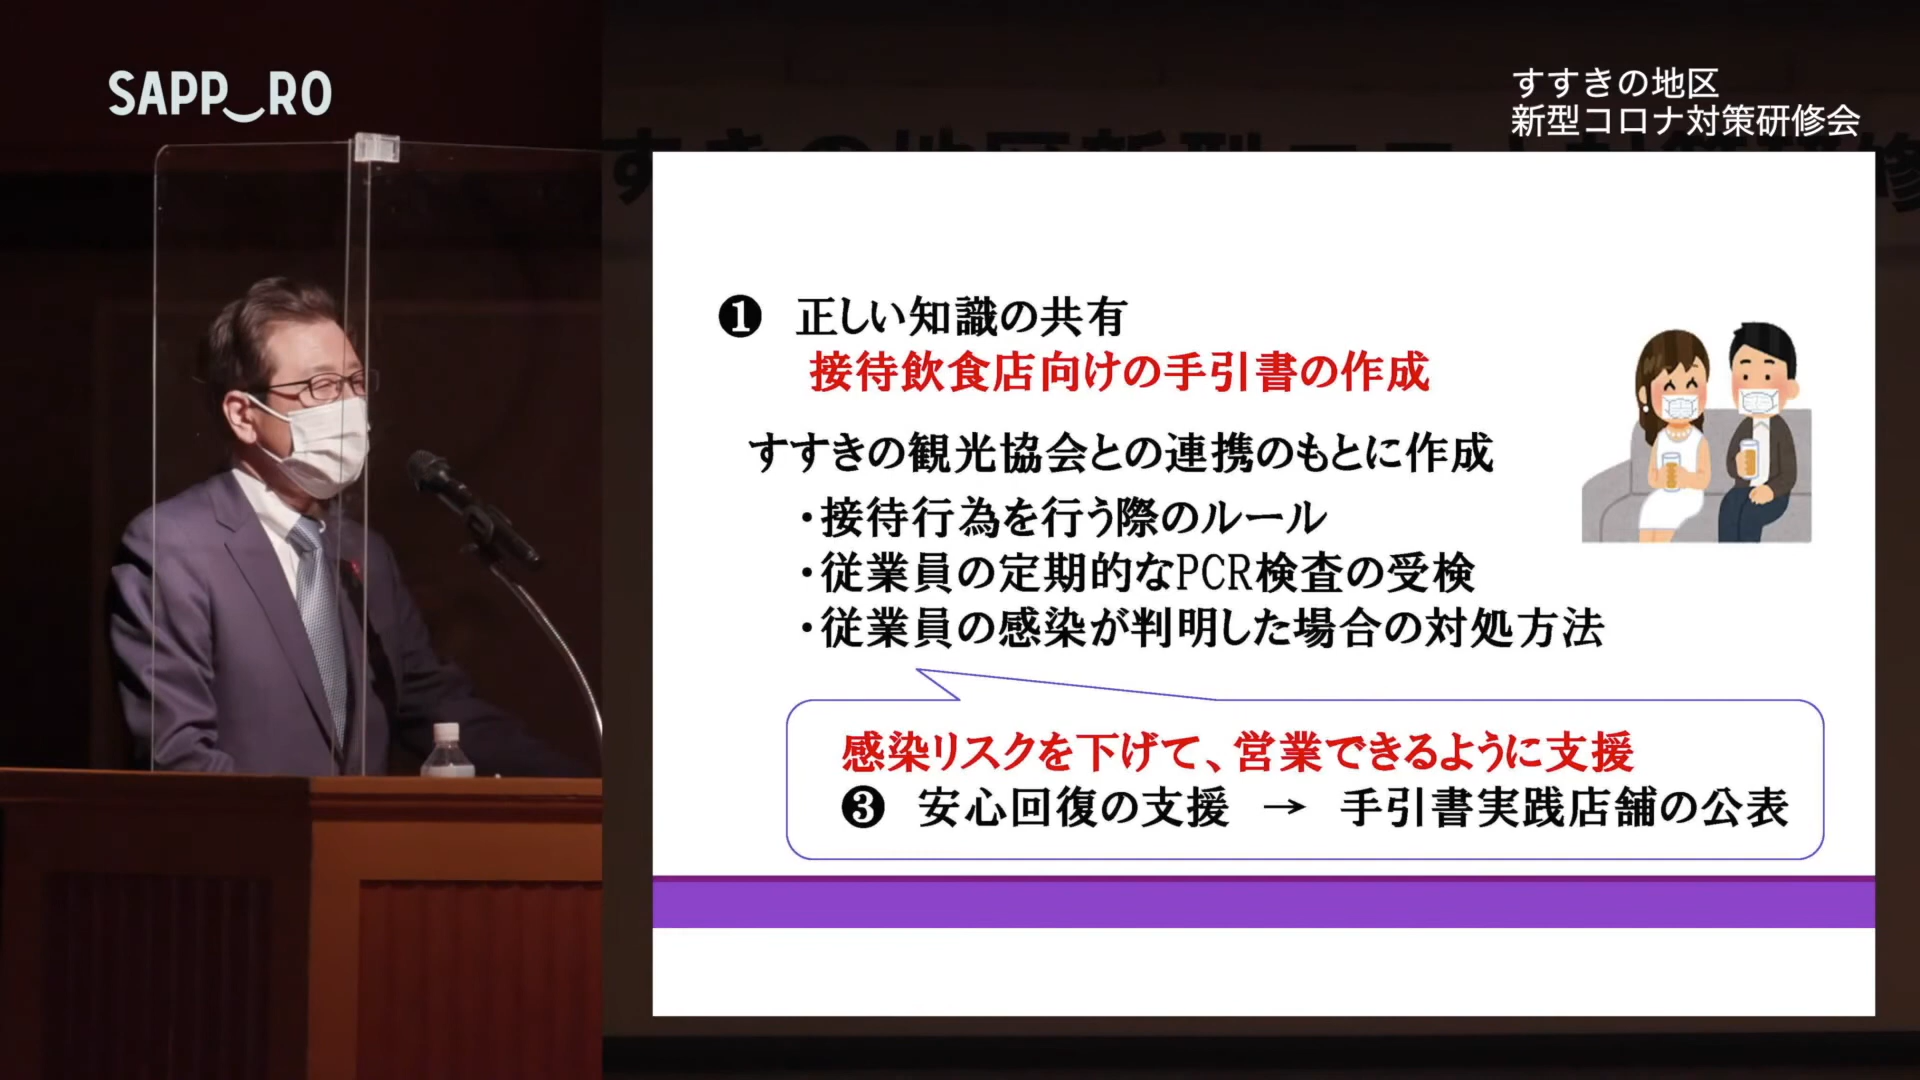 SAPP_RO
すすきの地区
新型コロナ対策研修会
❶ 正しい知識の共有
接待飲食店向けの手引書の作成
すすきの観光協会との連携のもとに作成
・接待行為を行う際のルール
・従業員の定期的なPCR検査の受検
・従業員の感染が判明した場合の対処方法
感染リスクを下げて、営業できるように支援
❸ 安心回復の支援 → 手引書実践店舗の公表